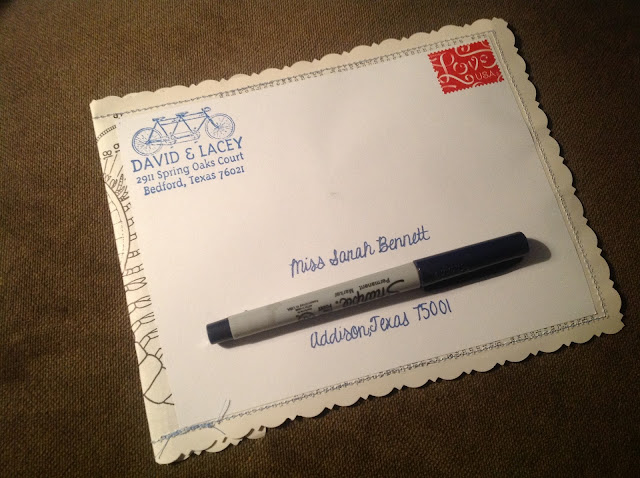 DAVID & LACEY
2911 Spring Oaks Court
Bedford, Texas 76021
Love
USA
Miss Sarah Bennett
Sharpie
Permanent Marker
Addison, Texas 75001